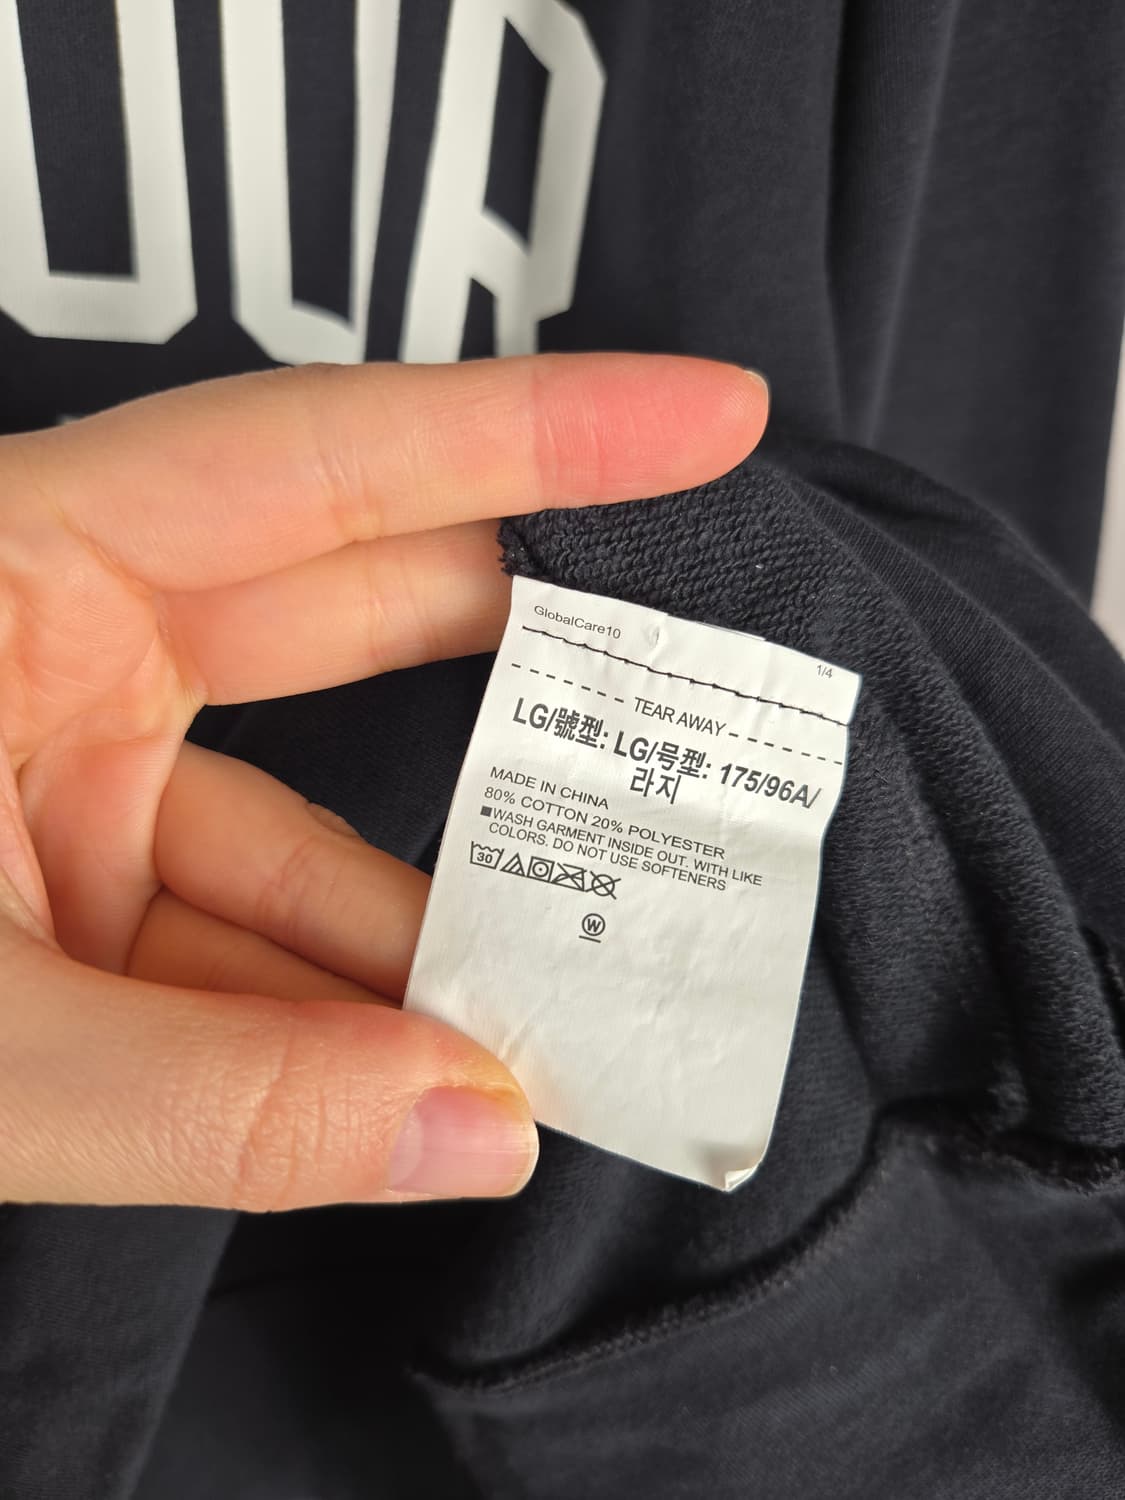 GlobalCare10
1/4
TEAR AWAY
LG/號型: LG/号型: 175/96A/
라지
MADE IN CHINA
80% COTTON 20% POLYESTER
■WASH GARMENT INSIDE OUT. WITH LIKE
COLORS. DO NOT USE SOFTENERS
30
W